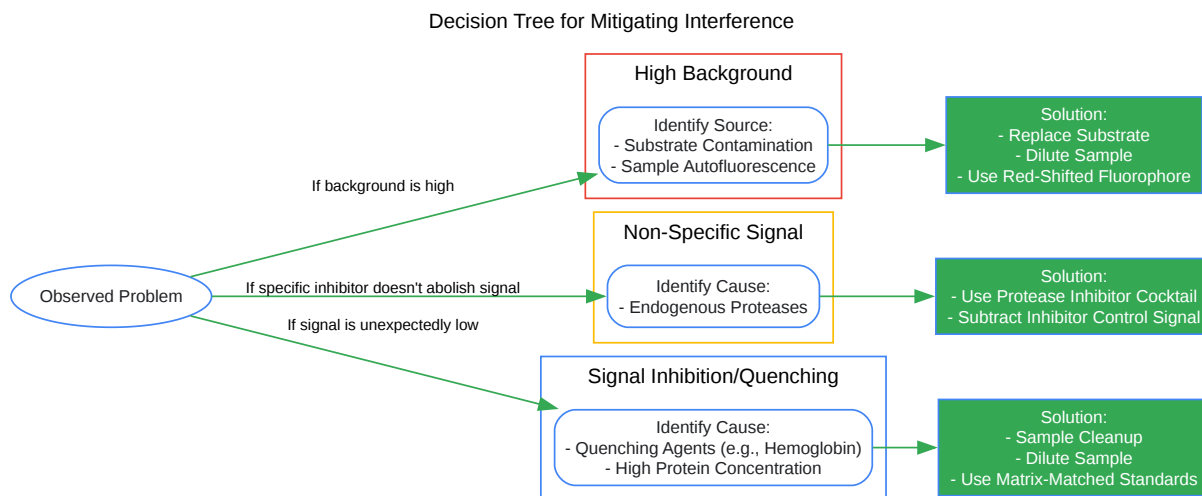 Decision Tree for Mitigating Interference
High Background
Identify Source:
- Substrate Contamination
- Sample Autofluorescence
Solution:
- Replace Substrate
- Dilute Sample
- Use Red-Shifted Fluorophore
If background is high
Non-Specific Signal
Identify Cause:
- Endogenous Proteases
Solution:
- Use Protease Inhibitor Cocktail
- Subtract Inhibitor Control Signal
Observed Problem
If specific inhibitor doesn't abolish signal
If signal is unexpectedly low
Signal Inhibition/Quenching
Identify Cause:
- Quenching Agents (e.g., Hemoglobin)
- High Protein Concentration
Solution:
- Sample Cleanup
- Dilute Sample
- Use Matrix-Matched Standards